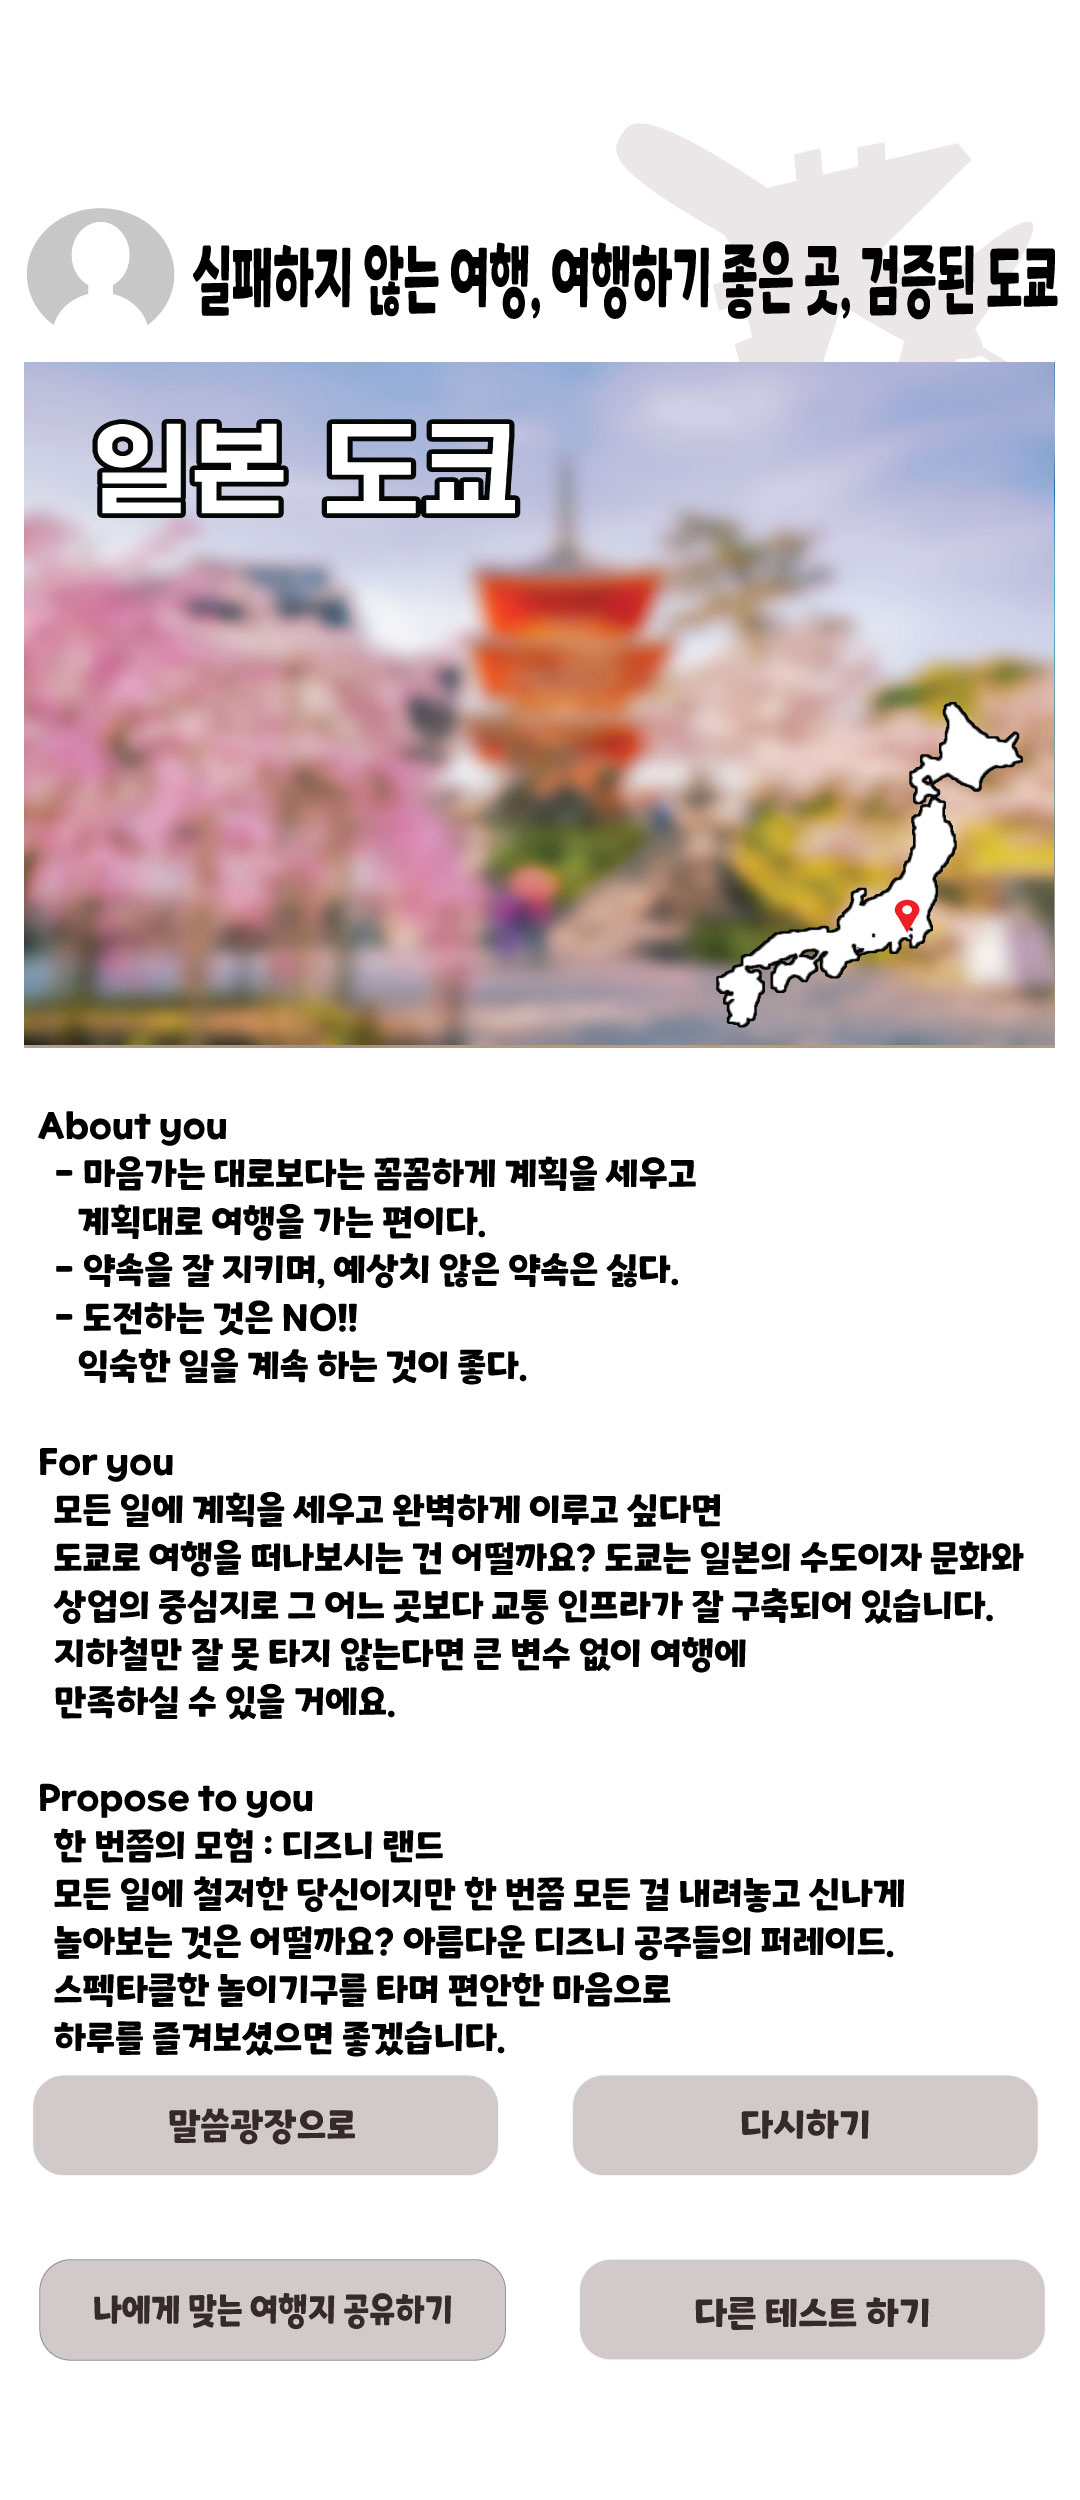 실패하지 않는 여행, 여행하기 좋은 곳, 검증된 도쿄
일본 도쿄
About you
- 마음가는 대로보다는 꼼꼼하게 계획을 세우고
계획대로 여행을 가는 편이다.
- 약속을 잘 지키며, 예상치 않은 약속은 싫다.
- 도전하는 것은 NO!!
익숙한 일을 계속 하는 것이 좋다.
For you
모든 일에 계획을 세우고 완벽하게 이루고 싶다면
도쿄로 여행을 떠나보시는 건 어떨까요? 도쿄는 일본의 수도이자 문화와
상업의 중심지로 그 어느 곳보다 교통 인프라가 잘 구축되어 있습니다.
지하철만 잘 못 타지 않는다면 큰 변수 없이 여행에
만족하실 수 있을 거에요.
Propose to you
한 번쯤의 모험 : 디즈니 랜드
모든 일에 철저한 당신이지만 한 번쯤 모든 걸 내려놓고 신나게
놀아보는 것은 어떨까요? 아름다운 디즈니 공주들의 퍼레이드.
스펙타클한 놀이기구를 타며 편안한 마음으로
하루를 즐겨보셨으면 좋겠습니다.
말씀광장으로
다시하기
나에게 맞는 여행지 공유하기
다른 테스트 하기